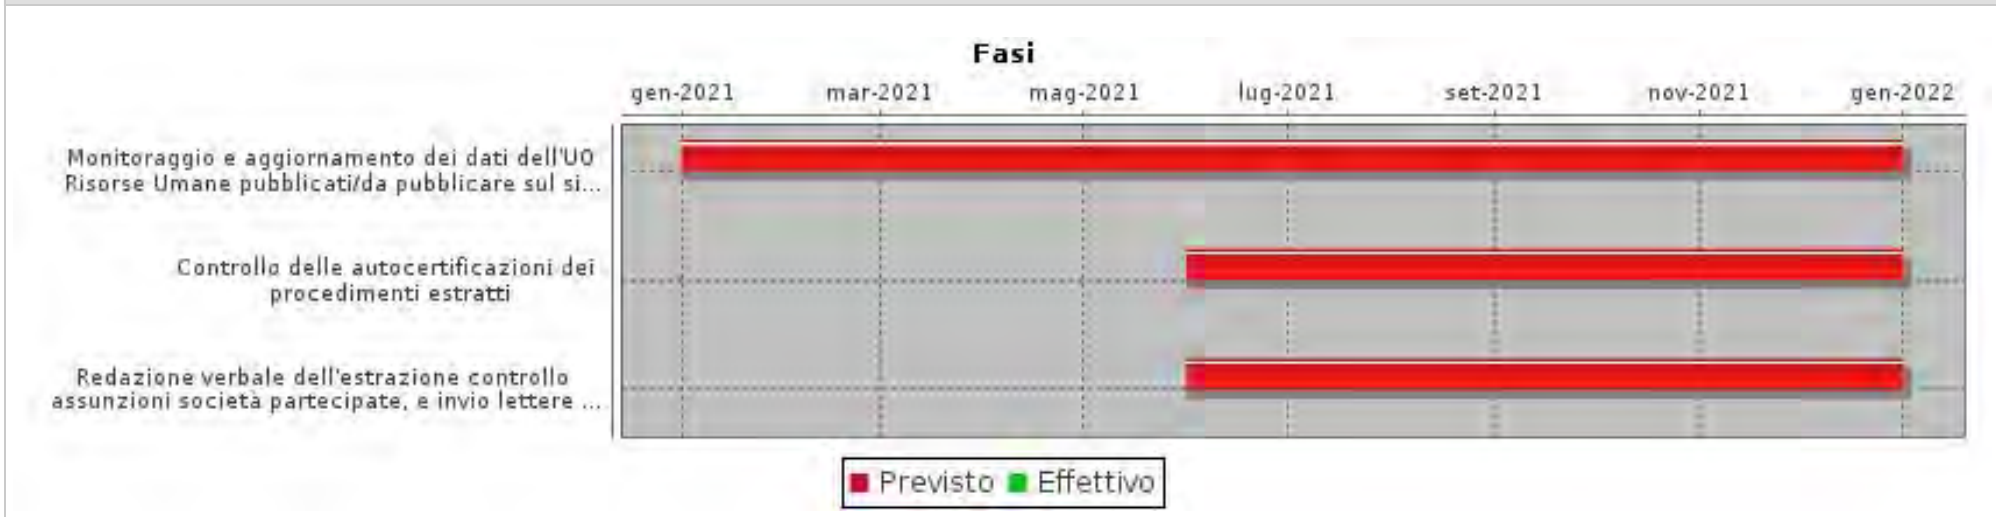 Fasi
gen-2021 mar-2021 mag-2021 lug-2021 set-2021 nov-2021 gen-2022
Monitoraggio e aggiornamento dei dati dell'UO
Risorse Umane pubblicati/da pubblicare sul si...
Controllo delle autocertificazioni dei
procedimenti estratti
Redazione verbale dell'estrazione controllo
assunzioni società partecipate, e invio lettere ...
Previsto Effettivo